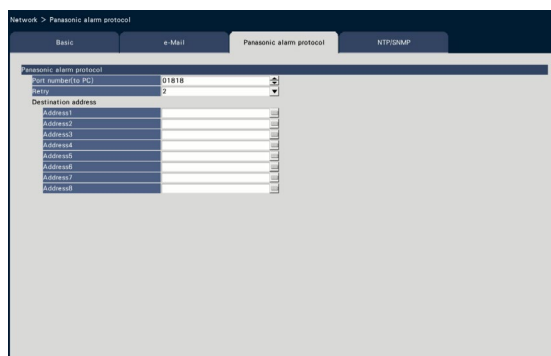 Network > Panasonic alarm protocol
Basic e-Mail Panasonic alarm protocol NTP/SNMP
Panasonic alarm protocol
Port number(to PC) 01818
Retry 2
Destination address
Address1
Address2
Address3
Address4
Address5
Address6
Address7
Address8